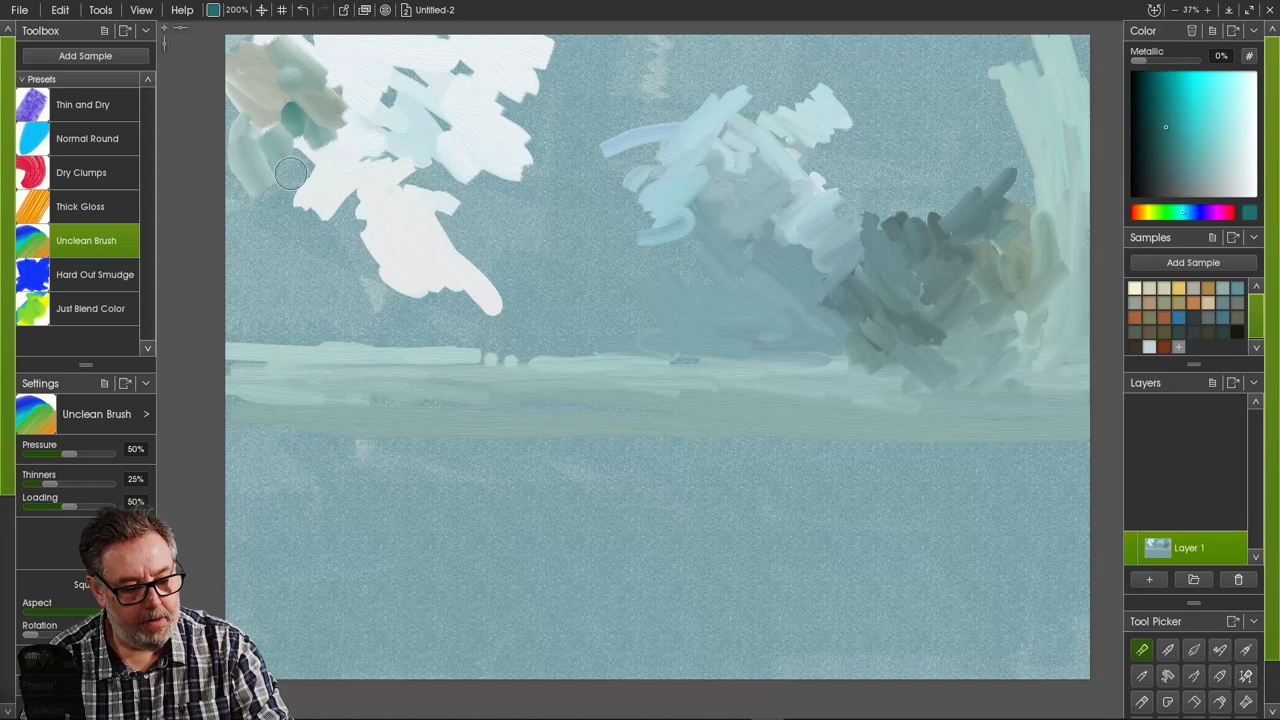 File Edit Tools View Help 200% Untitled-2 37%
Toolbox
Add Sample
Presets
Thin and Dry
Normal Round
Dry Clumps
Thick Gloss
Unclean Brush
Hard Out Smudge
Just Blend Color
Settings
Unclean Brush >
Pressure
50%
Thinners
25%
Loading
50%
Aspect
Rotation
Color
Metallic
0% #
Samples
Add Sample
Layers
Layer 1
Tool Picker